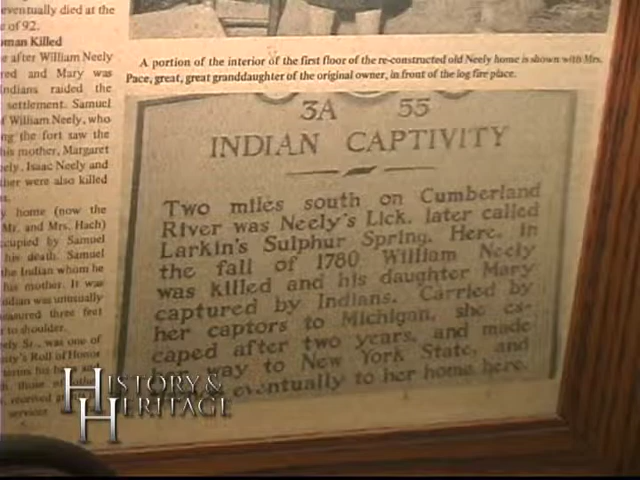 eventually died at the
e of 92.
man Killed
e after William Neely
red and Mary was
Indians raided the
settlement. Samuel
f William Neely, who
ng the fort saw the
his mother, Margaret
ely. Isaac Neely and
her were also killed
y home (now the
Mr. and Mrs. Hach)
cupied by Samuel
his death. Samuel
the Indian whom he
his mother. It was
ndian was unusually
easured three feet
r to shoulder.
ely Sr., was one of
ty's Roll of Honor
services
A portion of the interior of the first floor of the re-constructed old Neely home is shown with Mrs.
Pace, great, great granddaughter of the original owner, in front of the log fire place.
3A 55
INDIAN CAPTIVITY
Two miles south on Cumberland
River was Neely's Lick, later called
Larkin's Sulphur Spring. Here, in
the fall of 1780 William Neely
was killed and his daughter Mary
captured by Indians. Carried by
her captors to Michigan, she es-
caped after two years, and made
her way to New York State, and
eventually to her home here.
HISTORY &
HERITAGE